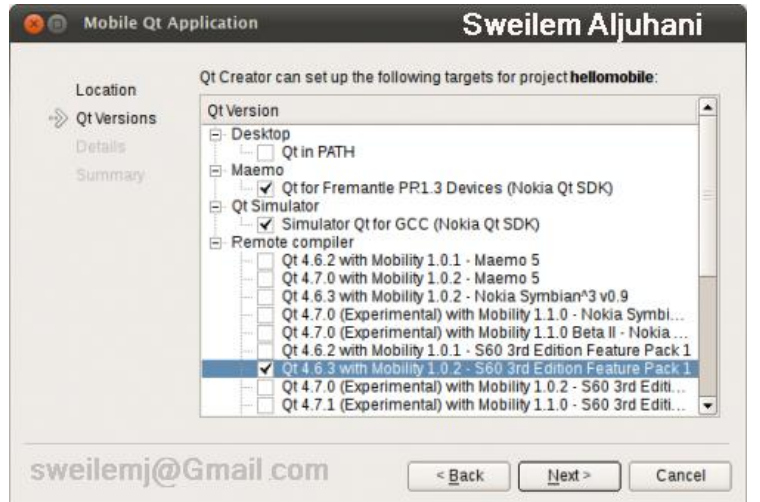 Mobile Qt Application
Sweilem Aljuhani
Location
Qt Versions
Details
Summary
Qt Creator can set up the following targets for project hellomobile:
Qt Version
Desktop
Qt in PATH
Maemo
Qt for Fremantle PR1.3 Devices (Nokia Qt SDK)
Qt Simulator
Simulator Qt for GCC (Nokia Qt SDK)
Remote compiler
Qt 4.6.2 with Mobility 1.0.1 - Maemo 5
Qt 4.7.0 with Mobility 1.0.2 - Maemo 5
Qt 4.6.3 with Mobility 1.0.2 - Nokia Symbian^3 v0.9
Qt 4.7.0 (Experimental) with Mobility 1.1.0 - Nokia Symbi...
Qt 4.7.0 (Experimental) with Mobility 1.1.0 Beta II - Nokia ...
Qt 4.6.2 with Mobility 1.0.1 - S60 3rd Edition Feature Pack 1
Qt 4.6.3 with Mobility 1.0.2 - S60 3rd Edition Feature Pack 1
Qt 4.7.0 (Experimental) with Mobility 1.0.2 - S60 3rd Editi...
Qt 4.7.1 (Experimental) with Mobility 1.1.0 - S60 3rd Editi...
sweilemj@Gmail.com
< Back
Next >
Cancel